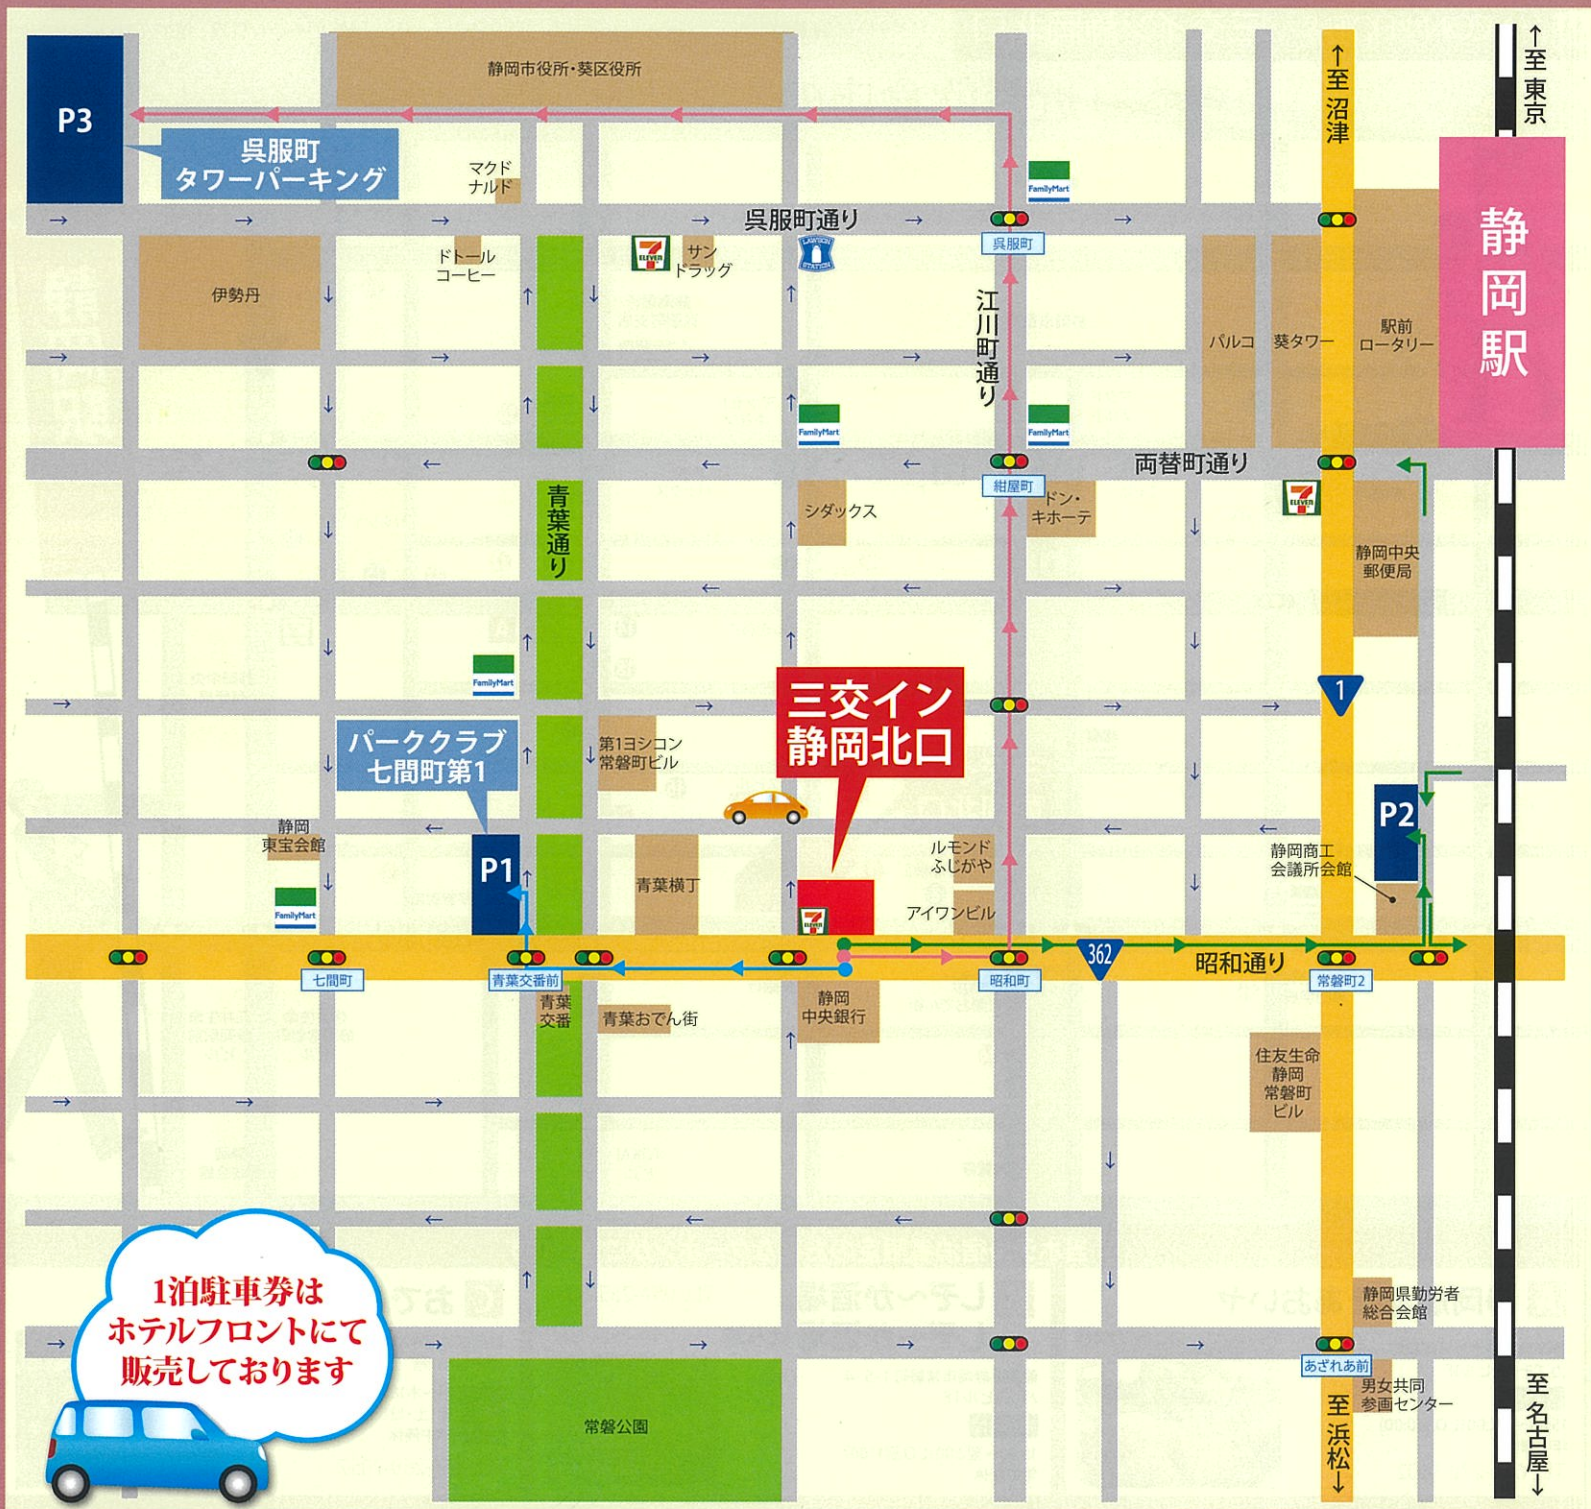 静岡市役所・葵区役所
↑至 沼津
↑至 東京
P3
呉服町
タワーパーキング
マクド
ナルド
FamilyMart
呉服町通り
呉服町
静岡駅
ドトール
コーヒー
7
ELEVEN
サン
ドラッグ
LAWSON
STATION
伊勢丹
江川町通り
パルコ
葵タワー
駅前
ロータリー
FamilyMart
FamilyMart
両替町通り
紺屋町
青葉通り
シダックス
ドン・
キホーテ
7
ELEVEN
静岡中央
郵便局
FamilyMart
三交イン
静岡北口
1
パーククラブ
七間町第1
第1ヨシコン
常磐町ビル
P2
静岡
東宝会館
P1
青葉横丁
ルモンド
ふじがや
静岡商工
会議所会館
FamilyMart
7
ELEVEN
アイワンビル
362
昭和通り
七間町
青葉交番前
昭和町
常磐町2
青葉
交番
青葉おでん街
静岡
中央銀行
住友生命
静岡
常磐町
ビル
1泊駐車券は
ホテルフロントにて
販売しております
静岡県勤労者
総合会館
あざれあ前
男女共同
参画センター
常磐公園
至 浜松↓
至 名古屋↓